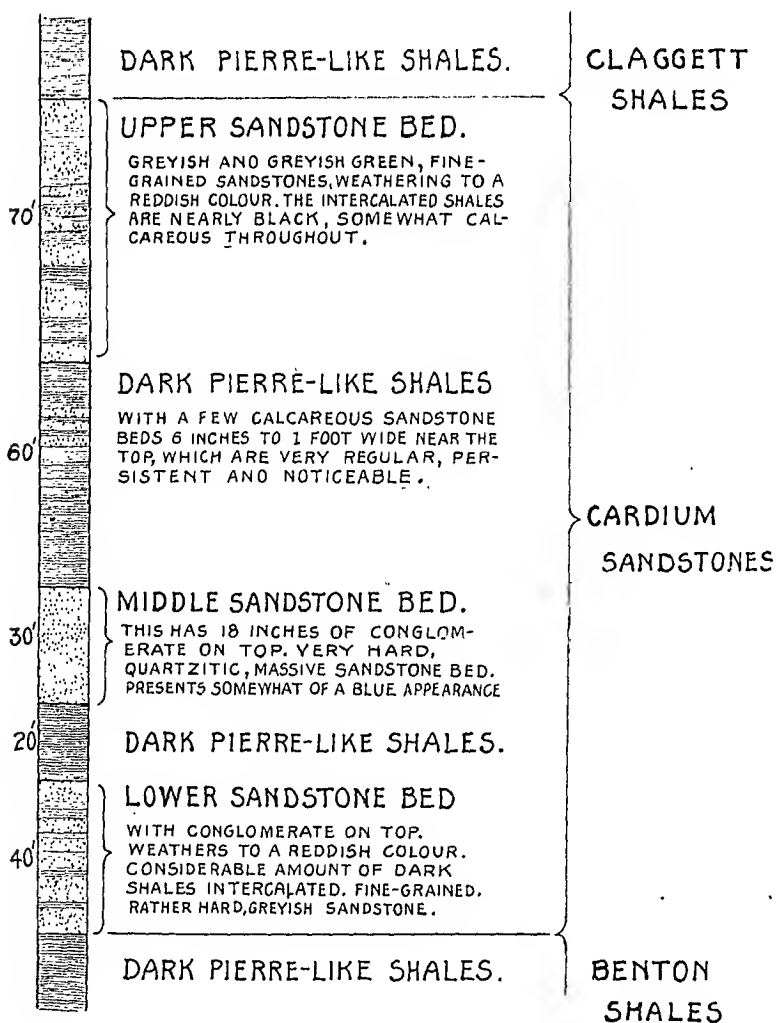 DARK PIERRE-LIKE SHALES.
CLAGGETT
SHALES
70'
UPPER SANDSTONE BED.
GREYISH AND GREYISH GREEN, FINE-
GRAINED SANDSTONES, WEATHERING TO A
REDDISH COLOUR. THE INTERCALATED SHALES
ARE NEARLY BLACK, SOMEWHAT CAL-
CAREOUS THROUGHOUT.
60'
DARK PIERRE-LIKE SHALES
WITH A FEW CALCAREOUS SANDSTONE
BEDS 6 INCHES TO 1 FOOT WIDE NEAR THE
TOP, WHICH ARE VERY REGULAR, PER-
SISTENT AND NOTICEABLE.
CARDIUM
SANDSTONES
30'
MIDDLE SANDSTONE BED.
THIS HAS 18 INCHES OF CONGLOM-
ERATE ON TOP. VERY HARD,
QUARTZITIC, MASSIVE SANDSTONE BED.
PRESENTS SOMEWHAT OF A BLUE APPEARANCE
20'
DARK PIERRE-LIKE SHALES.
40'
LOWER SANDSTONE BED
WITH CONGLOMERATE ON TOP.
WEATHERS TO A REDDISH COLOUR.
CONSIDERABLE AMOUNT OF DARK
SHALES INTERCALATED. FINE-GRAINED.
RATHER HARD, GREYISH SANDSTONE.
DARK PIERRE-LIKE SHALES.
BENTON
SHALES